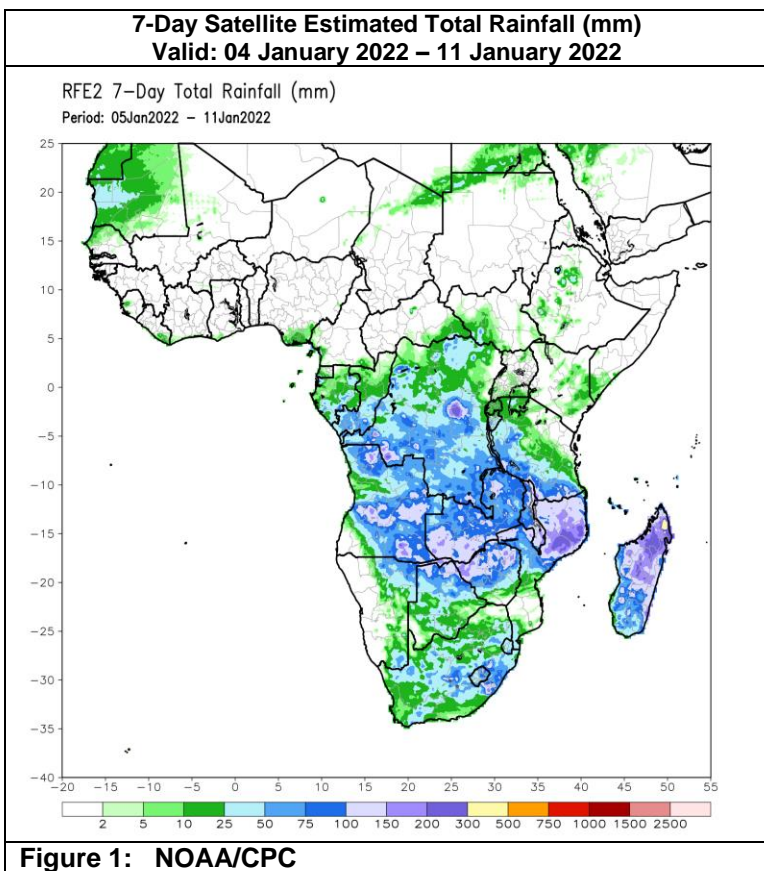 7-Day Satellite Estimated Total Rainfall (mm)
Valid: 04 January 2022 – 11 January 2022
RFE2 7-Day Total Rainfall (mm)
Period: 05Jan2022 – 11Jan2022
25
20
15
10
5
0
-5
-10
-15
-20
-25
-30
-35
-40
-20 -15 -10 -5 0 5 10 15 20 25 30 35 40 45 50 55
2 5 10 25 50 75 100 150 200 300 500 750 1000 1500 2500
Figure 1: NOAA/CPC